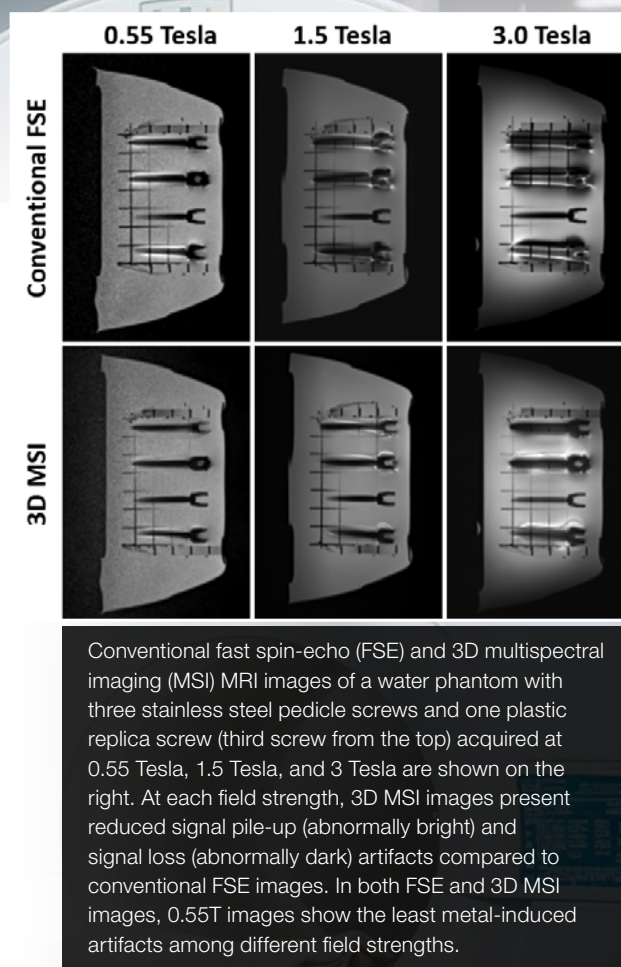 0.55 Tesla
1.5 Tesla
3.0 Tesla
Conventional FSE
3D MSI
Conventional fast spin-echo (FSE) and 3D multispectral
imaging (MSI) MRI images of a water phantom with
three stainless steel pedicle screws and one plastic
replica screw (third screw from the top) acquired at
0.55 Tesla, 1.5 Tesla, and 3 Tesla are shown on the
right. At each field strength, 3D MSI images present
reduced signal pile-up (abnormally bright) and
signal loss (abnormally dark) artifacts compared to
conventional FSE images. In both FSE and 3D MSI
images, 0.55T images show the least metal-induced
artifacts among different field strengths.